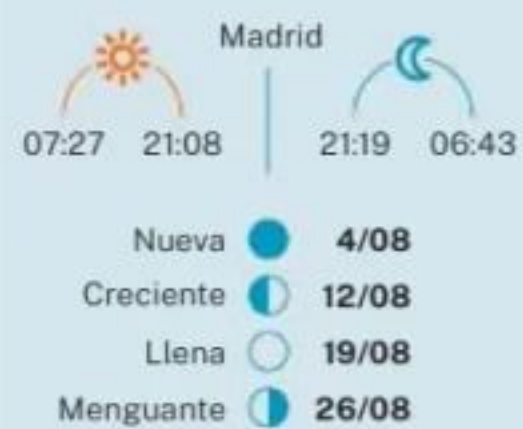 Madrid
07:27 21:08 21:19 06:43
Nueva 4/08
Creciente 12/08
Llena 19/08
Menguante 26/08